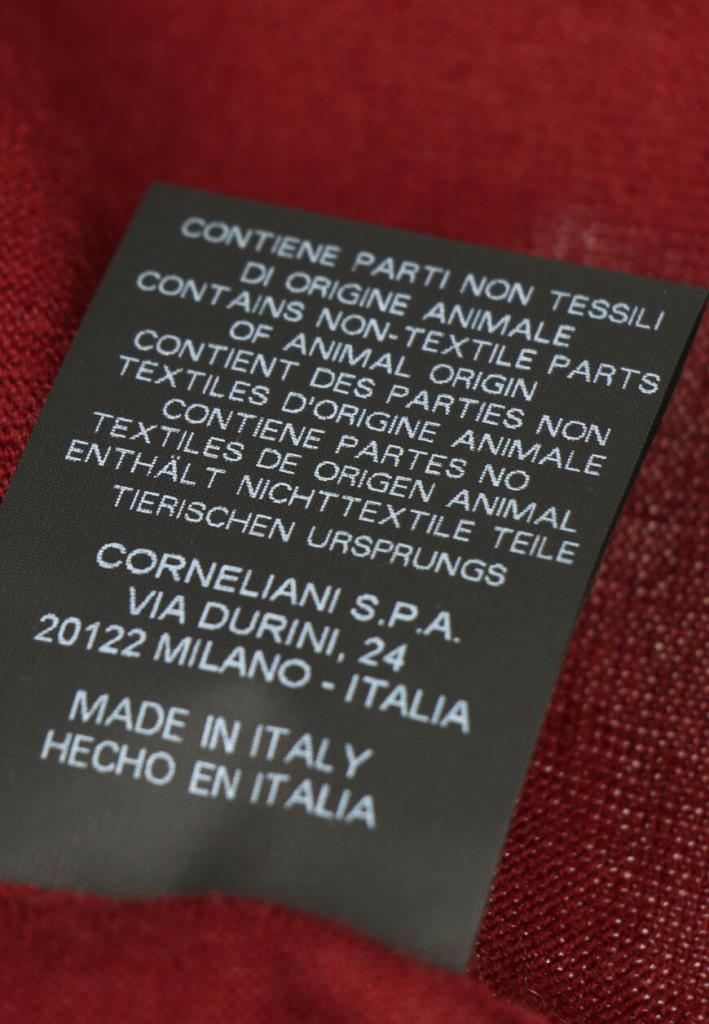 CONTIENE PARTI NON TESSILI
DI ORIGINE ANIMALE
CONTAINS NON-TEXTILE PARTS
OF ANIMAL ORIGIN
CONTIENT DES PARTIES NON
TEXTILES D'ORIGINE ANIMALE
CONTIENE PARTES NO
TEXTILES DE ORIGEN ANIMAL
ENTHÄLT NICHTTEXTILE TEILE
TIERISCHEN URSPRUNGS
CORNELIANI S.P.A.
VIA DURINI, 24
20122 MILANO - ITALIA
MADE IN ITALY
HECHO EN ITALIA